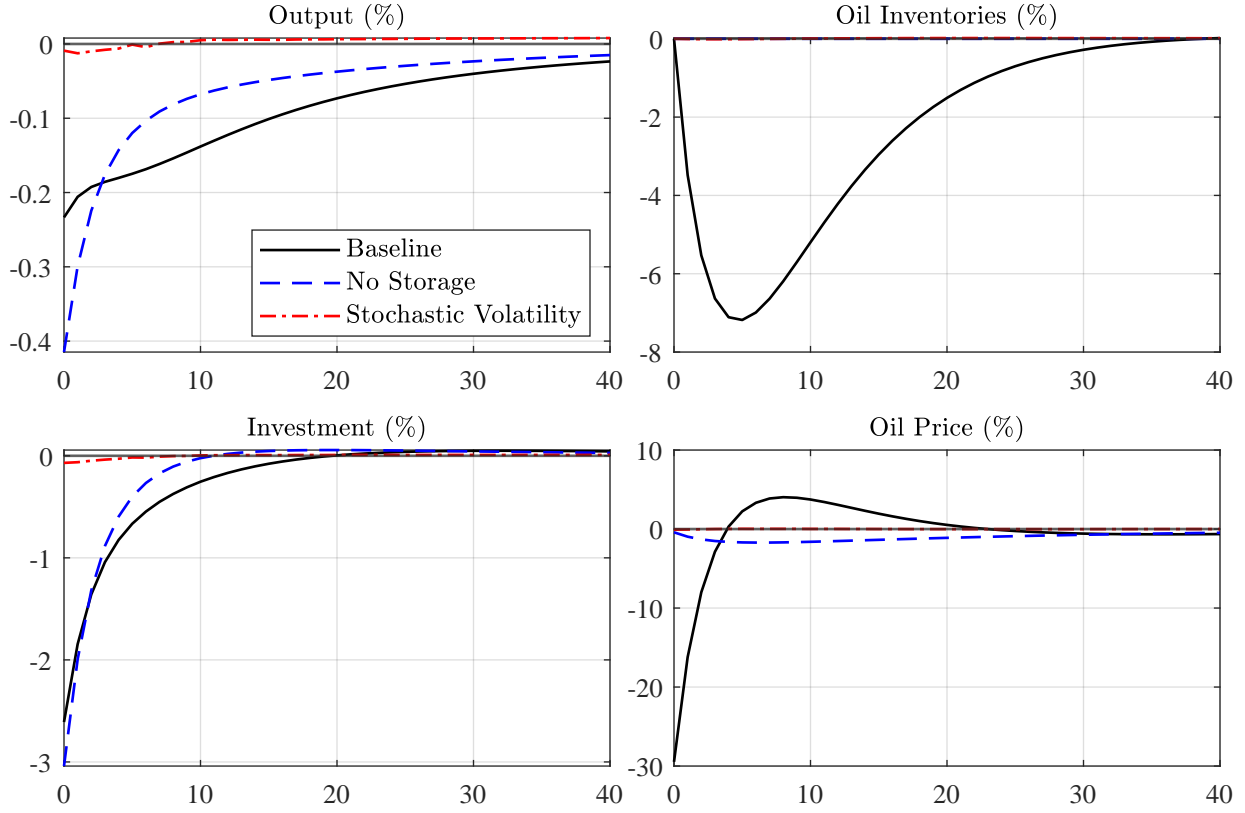 Output (%)
0
-0.1
-0.2
-0.3
-0.4
0 10 20 30 40
Baseline
No Storage
Stochastic Volatility
Oil Inventories (%)
0
-2
-4
-6
-8
0 10 20 30 40
Investment (%)
0
-1
-2
-3
0 10 20 30 40
Oil Price (%)
10
0
-10
-20
-30
0 10 20 30 40